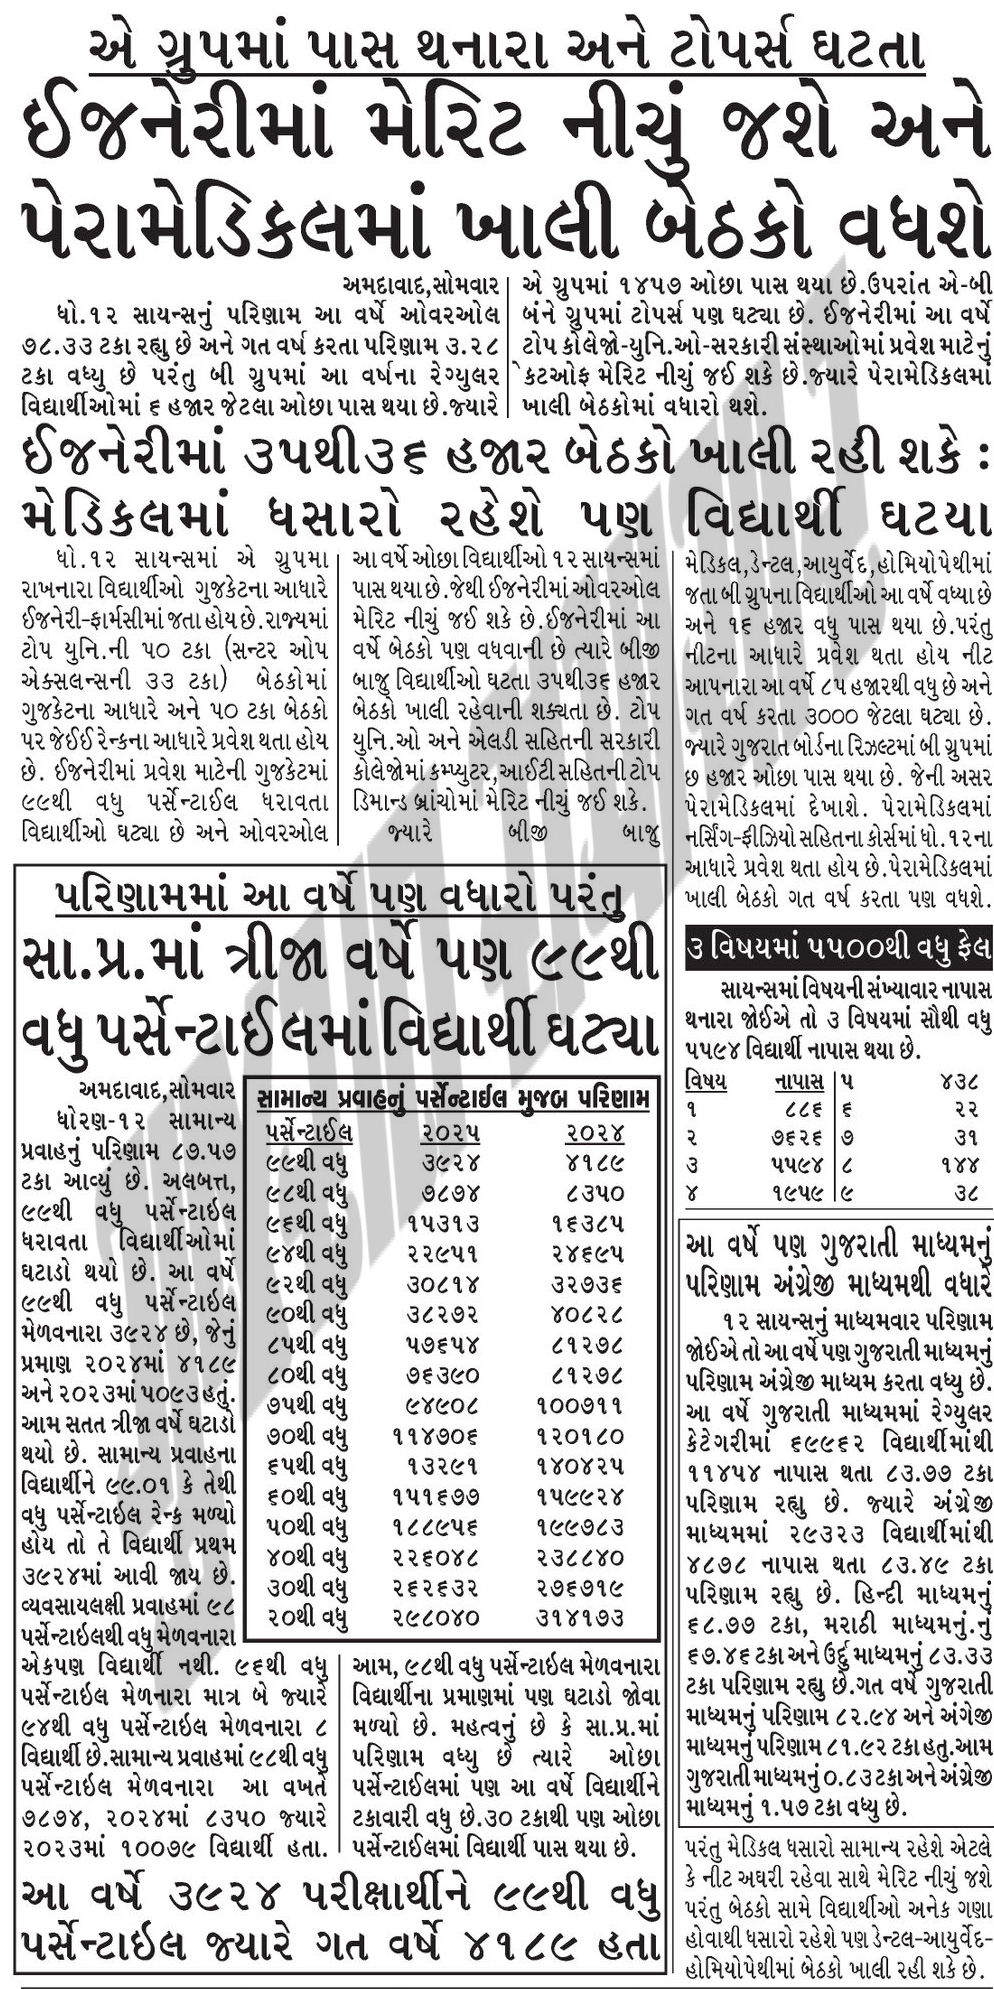 એ ગ્રુપમાં પાસ થનારા અને ટોપર્સ ઘટતા
ઈજનેરીમાં મેરિટ નીચું જશે અને
પેરામેડિકલમાં ખાલી બેઠકો વધશે
અમદાવાદ,સોમવાર
ધો.૧૨ સાયન્સનું પરિણામ આ વર્ષે ઓવરઓલ
૭૮.૩૩ ટકા રહ્યુ છે અને ગત વર્ષ કરતા પરિણામ ૩.૨૮
ટકા વધ્યુ છે પરંતુ બી ગ્રુપમાં આ વર્ષના રેગ્યુલર
વિદ્યાર્થીઓમાં ૬ હજાર જેટલા ઓછા પાસ થયા છે.જ્યારે
એ ગ્રુપમાં ૧૪૫૭ ઓછા પાસ થયા છે.ઉપરાંત એ-બી
બંને ગ્રુપમાં ટોપર્સ પણ ઘટ્યા છે. ઈજનેરીમાં આ વર્ષે
ટોપ કોલેજો-યુનિ.ઓ-સરકારી સંસ્થાઓમાં પ્રવેશ માટેનું
કટઓફ મેરિટ નીચું જઈ શકે છે.જ્યારે પેરામેડિકલમાં
ખાલી બેઠકોમાં વધારો થશે.
ઈજનેરીમાં ૩૫થી૩૬ હજાર બેઠકો ખાલી રહી શકે :
મેડિકલમાં ધસારો રહેશે પણ વિદ્યાર્થી ઘટયા
ધો.૧૨ સાયન્સમાં એ ગ્રુપમા
રાખનારા વિદ્યાર્થીઓ ગુજકેટના આધારે
ઈજનેરી-ફાર્મસીમાં જતા હોય છે.રાજ્યમાં
ટોપ યુનિ.ની ૫૦ ટકા (સન્ટર ઓપ
એક્સલન્સની ૩૩ ટકા) બેઠકોમાં
ગુજકેટના આધારે અને ૫૦ ટકા બેઠકો
પર જેઈઈ રેન્કના આધારે પ્રવેશ થતા હોય
છે. ઈજનેરીમાં પ્રવેશ માટેની ગુજકેટમાં
૯૯થી વધુ પર્સેન્ટાઈલ ધરાવતા
વિદ્યાર્થીઓ ઘટ્યા છે અને ઓવરઓલ
આ વર્ષે ઓછા વિદ્યાર્થીઓ ૧૨ સાયન્સમાં
પાસ થયા છે.જેથી ઈજનેરીમાં ઓવરઓલ
મેરિટ નીચું જઈ શકે છે.ઈજનેરીમાં આ
વર્ષે બેઠકો પણ વધવાની છે ત્યારે બીજી
બાજુ વિદ્યાર્થીઓ ઘટતા ૩૫થી૩૬ હજાર
બેઠકો ખાલી રહેવાની શક્યતા છે. ટોપ
યુનિ.ઓ અને એલડી સહિતની સરકારી
કોલેજોમાં કમ્પ્યુટર,આઈટી સહિતની ટોપ
ડિમાન્ડ બ્રાંચોમાં મેરિટ નીચું જઈ શકે.
જ્યારે બીજી બાજુ
મેડિકલ,ડેન્ટલ,આયુર્વેદ,હોમિયોપેથીમાં
જતા બી ગ્રુપના વિદ્યાર્થીઓ આ વર્ષે વધ્યા છે
અને ૧૬ હજાર વધુ પાસ થયા છે.પરંતુ
નીટના આધારે પ્રવેશ થતા હોય નીટ
આપનારા આ વર્ષે ૮૫ હજારથી વધુ છે અને
ગત વર્ષ કરતા ૩૦૦૦ જેટલા ઘટ્યા છે.
જ્યારે ગુજરાત બોર્ડના રિઝલ્ટમાં બી ગ્રુપમાં
છ હજાર ઓછા પાસ થયા છે. જેની અસર
પેરામેડિકલમાં દેખાશે. પેરામેડિકલમાં
નર્સિંગ-ફીઝિયો સહિતના કોર્સમાં ધો.૧૨ના
આધારે પ્રવેશ થતા હોય છે.પેરામેડિકલમાં
ખાલી બેઠકો ગત વર્ષ કરતા પણ વધશે.
પરિણામમાં આ વર્ષે પણ વધારો પરંતુ
સા.પ્ર.માં ત્રીજા વર્ષે પણ ૯૯થી
વધુ પર્સેન્ટાઈલમાં વિદ્યાર્થી ઘટ્યા
અમદાવાદ,સોમવાર
ધોરણ-૧૨ સામાન્ય
પ્રવાહનું પરિણામ ૮૭.૫૭
ટકા આવ્યું છે. અલબત્ત,
૯૯થી વધુ પર્સેન્ટાઇલ
ધરાવતા વિદ્યાર્થીઓમાં
ઘટાડો થયો છે. આ વર્ષે
૯૯થી વધુ પર્સેન્ટાઇલ
મેળવનારા ૩૯૨૪ છે, જેનું
પ્રમાણ ૨૦૨૪માં ૪૧૮૯
અને ૨૦૨૩માં ૫૦૯૩ હતું.
આમ સતત ત્રીજા વર્ષે ઘટાડો
થયો છે. સામાન્ય પ્રવાહના
વિદ્યાર્થીને ૯૯.૦૧ કે તેથી
વધુ પર્સેન્ટાઇલ રેન્ક મળ્યો
હોય તો તે વિદ્યાર્થી પ્રથમ
૩૯૨૪માં આવી જાય છે.
વ્યવસાયલક્ષી પ્રવાહમાં ૯૮
પર્સેન્ટાઇલથી વધુ મેળવનારા
સામાન્ય પ્રવાહનું પર્સેન્ટાઈલ મુજબ પરિણામ
પર્સેન્ટાઈલ ૨૦૨૫ ૨૦૨૪
૯૯થી વધુ ૩૯૨૪ ૪૧૮૯
૯૮થી વધુ ૭૮૭૪ ૮૩૫૦
૯૬થી વધુ ૧૫૩૧૩ ૧૬૩૮૫
૯૪થી વધુ ૨૨૯૫૧ ૨૪૬૯૫
૯૨થી વધુ ૩૦૮૧૪ ૩૨૭૩૬
૯૦થી વધુ ૩૮૨૭૨ ૪૦૮૨૮
૮૫થી વધુ ૫૭૬૫૪ ૮૧૨૭૮
૮૦થી વધુ ૭૬૩૯૦ ૮૧૨૭૮
૭૫થી વધુ ૯૪૯૦૮ ૧૦૦૭૧૧
૭૦થી વધુ ૧૧૪૭૦૬ ૧૨૦૧૮૦
૬૫થી વધુ ૧૩૨૯૧ ૧૪૦૪૨૫
૬૦થી વધુ ૧૫૧૬૭૭ ૧૫૯૯૨૪
૫૦થી વધુ ૧૮૮૯૫૬ ૧૯૯૭૮૩
૪૦થી વધુ ૨૨૬૦૪૮ ૨૩૮૮૪૦
૩૦થી વધુ ૨૬૨૬૩૨ ૨૭૬૭૧૯
૨૦થી વધુ ૨૯૮૦૪૦ ૩૧૪૧૭૩
એકપણ વિદ્યાર્થી નથી. ૯૬થી વધુ
પર્સેન્ટાઇલ મેળનારા માત્ર બે જ્યારે
૯૪થી વધુ પર્સેન્ટાઇલ મેળવનારા ૮
વિદ્યાર્થી છે.સામાન્ય પ્રવાહમાં ૯૮થી વધુ
પર્સેન્ટાઇલ મેળવનારા આ વખતે
૭૮૭૪, ૨૦૨૪માં ૮૩૫૦ જ્યારે
૨૦૨૩માં ૧૦૦૭૯ વિદ્યાર્થી હતા.
આમ, ૯૮થી વધુ પર્સેન્ટાઇલ મેળવનારા
વિદ્યાર્થીના પ્રમાણમાં પણ ઘટાડો જોવા
મળ્યો છે. મહત્વનું છે કે સા.પ્ર.માં
પરિણામ વધ્યુ છે ત્યારે ઓછા
પર્સેન્ટાઈલમાં પણ આ વર્ષે વિદ્યાર્થીને
ટકાવારી વધુ છે.૩૦ ટકાથી પણ ઓછા
પર્સેન્ટાઈલમાં વિદ્યાર્થી પાસ થયા છે.
આ વર્ષે ૩૯૨૪ પરીક્ષાર્થીને ૯૯થી વધુ
પર્સેન્ટાઇલ જ્યારે ગત વર્ષે ૪૧૮૯ હતા
૩ વિષયમાં ૫૫૦૦થી વધુ ફેલ
સાયન્સમાં વિષયની સંખ્યાવાર નાપાસ
થનારા જોઈએ તો ૩ વિષયમાં સૌથી વધુ
૫૫૯૪ વિદ્યાર્થી નાપાસ થયા છે.
વિષય નાપાસ ૫ ૪૩૮
૧ ૮૮૬ ૬ ૨૨
૨ ૭૬૨૬ ૭ ૩૧
૩ ૫૫૯૪ ૮ ૧૪૪
૪ ૧૯૫૯ ૯ ૩૮
આ વર્ષે પણ ગુજરાતી માધ્યમનું
પરિણામ અંગ્રેજી માધ્યમથી વધારે
૧૨ સાયન્સનું માધ્યમવાર પરિણામ
જોઈએ તો આ વર્ષે પણ ગુજરાતી માધ્યમનું
પરિણામ અંગ્રેજી માધ્યમ કરતા વધ્યુ છે.
આ વર્ષે ગુજરાતી માધ્યમમાં રેગ્યુલર
કેટેગરીમાં ૬૯૯૬૨ વિદ્યાર્થીમાંથી
૧૧૪૫૪ નાપાસ થતા ૮૩.૭૭ ટકા
પરિણામ રહ્યુ છે. જ્યારે અંગ્રેજી
માધ્યમમાં ૨૯૩૨૩ વિદ્યાર્થીમાંથી
૪૮૭૮ નાપાસ થતા ૮૩.૪૯ ટકા
પરિણામ રહ્યુ છે. હિન્દી માધ્યમનું
૬૮.૭૭ ટકા, મરાઠી માધ્યમનું.નું
૬૭.૪૬ ટકા અને ઉર્દુ માધ્યમનું ૮૩.૩૩
ટકા પરિણામ રહ્યુ છે.ગત વર્ષે ગુજરાતી
માધ્યમનું પરિણામ ૮૨.૯૪ અને અંગેજી
માધ્યમનું પરિણામ ૮૧.૯૨ ટકા હતુ.આમ
ગુજરાતી માધ્યમનું ૦.૮૩ ટકા અને અંગ્રેજી
માધ્યમનું ૧.૫૭ ટકા વધ્યુ છે.
પરંતુ મેડિકલ ધસારો સામાન્ય રહેશે એટલે
કે નીટ અઘરી રહેવા સાથે મેરિટ નીચું જશે
પરંતુ બેઠકો સામે વિદ્યાર્થીઓ અનેક ગણા
હોવાથી ધસારો રહેશે પણ ડેન્ટલ-આયુર્વેદ-
હોમિયોપેથીમાં બેઠકો ખાલી રહી શકે છે.